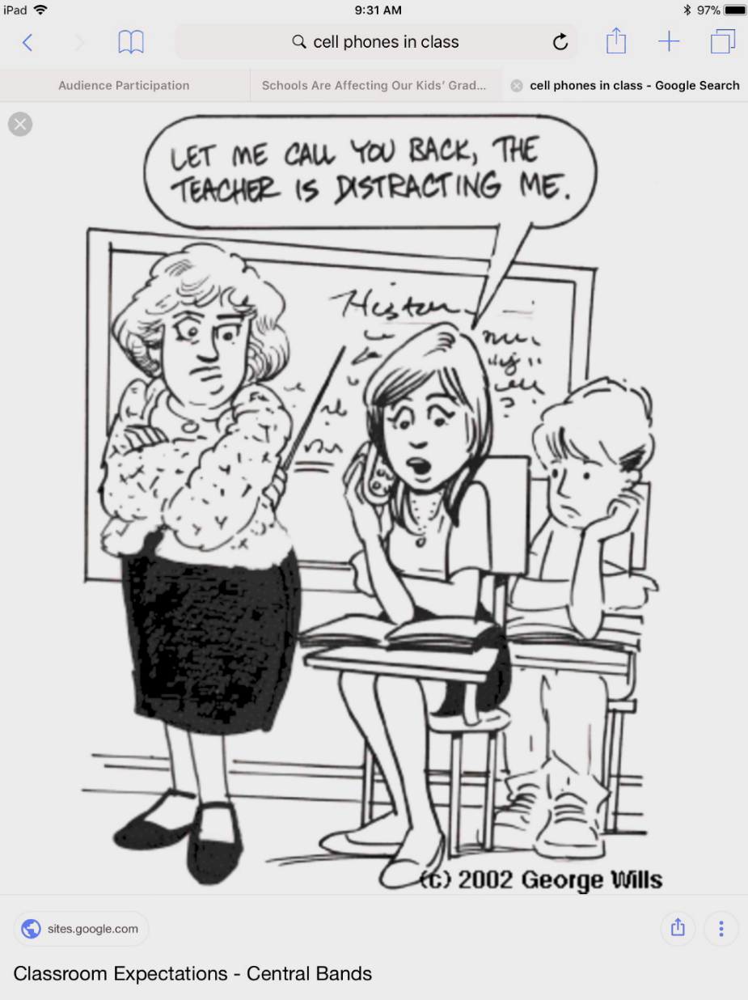 iPad 9:31 AM 97%
cell phones in class
Audience Participation Schools Are Affecting Our Kids' Grad... cell phones in class - Google Search
LET ME CALL YOU BACK, THE
TEACHER IS DISTRACTING ME.
(c) 2002 George Wills
sites.google.com
Classroom Expectations - Central Bands